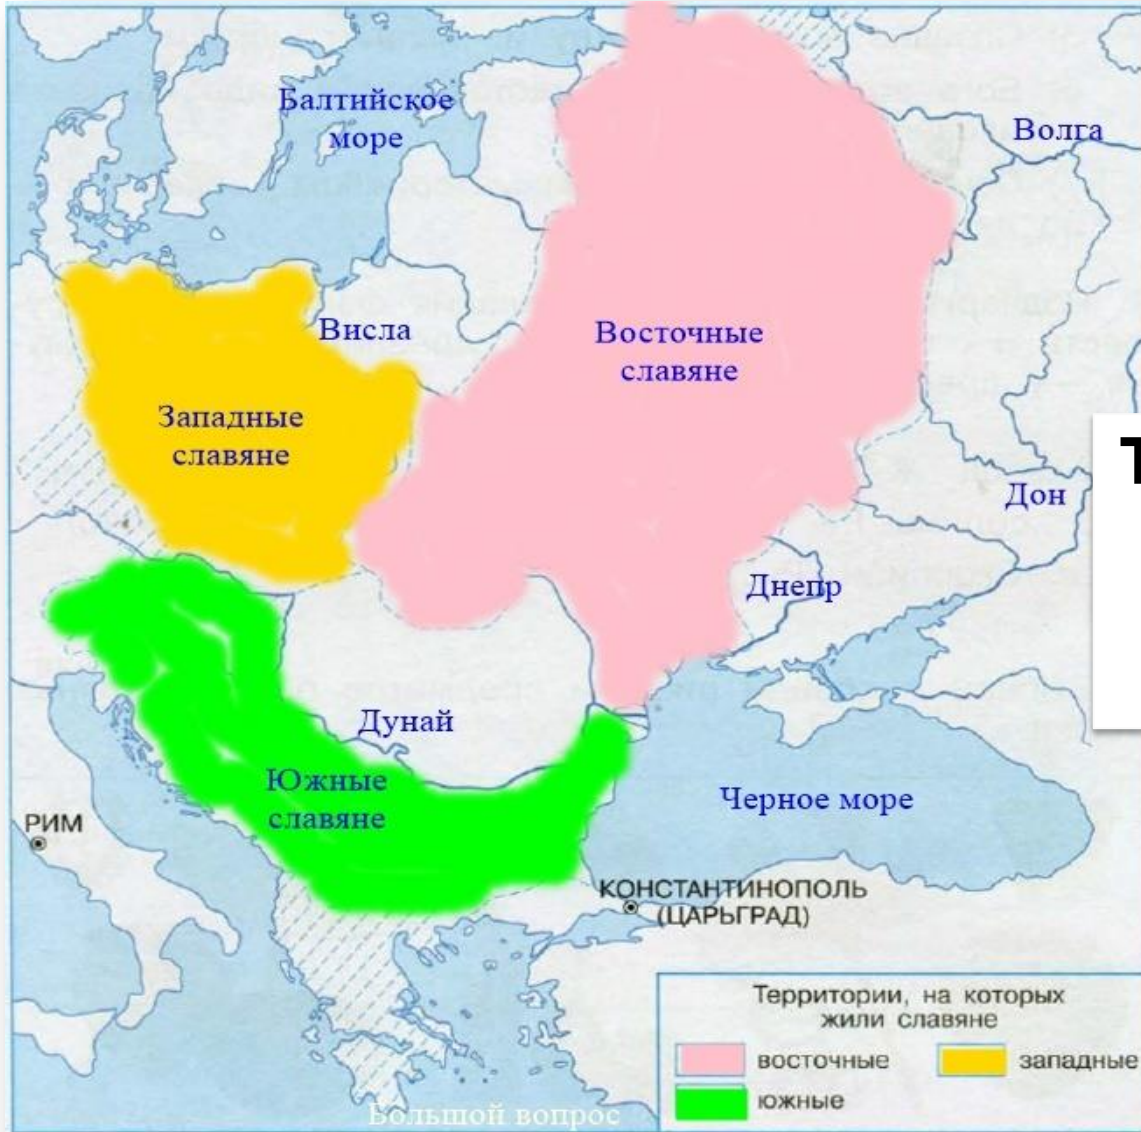 Балтийское
море
Волга
Висла
Восточные
славяне
Западные
славяне
Дон
Днепр
Дунай
Южные
славяне
Черное море
РИМ
КОНСТАНТИНОПОЛЬ
(ЦАРЬГРАД)
Территории, на которых
жили славяне
восточные
западные
южные
Большой вопрос